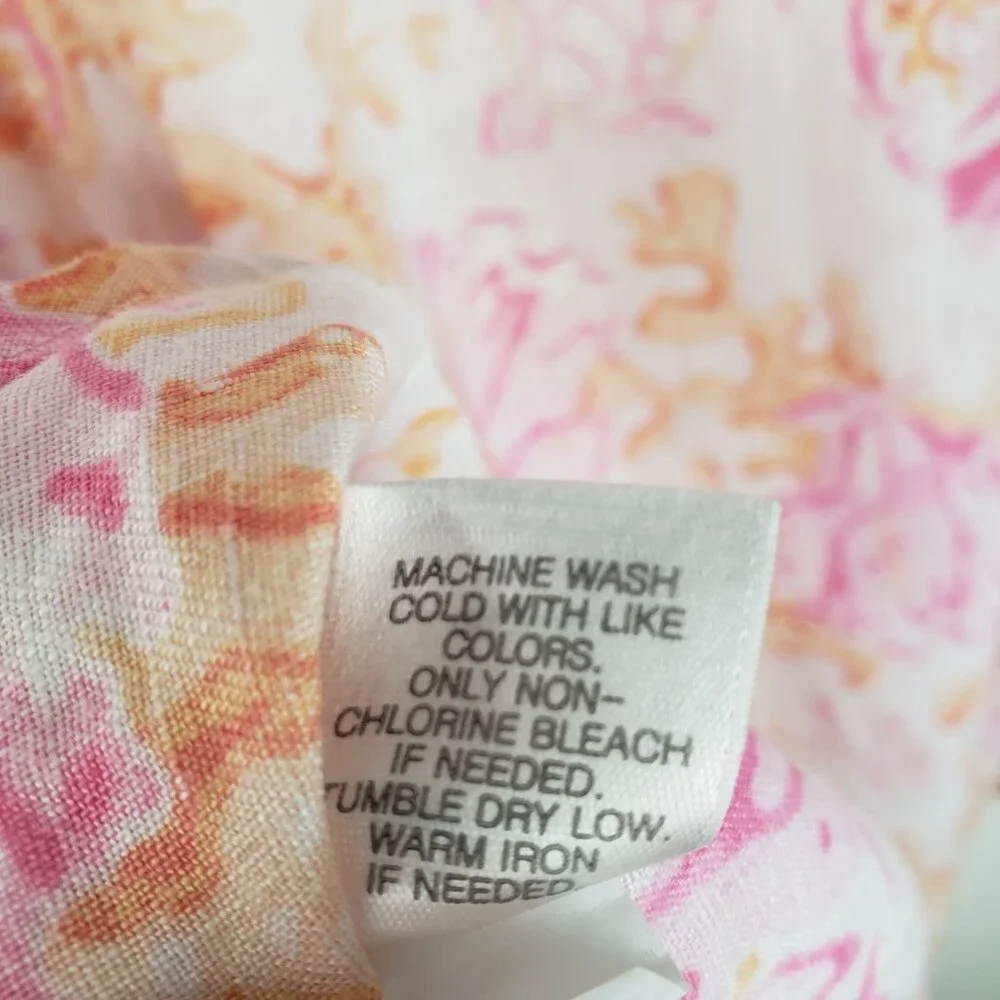 MACHINE WASH
COLD WITH LIKE
COLORS.
ONLY NON-
CHLORINE BLEACH
IF NEEDED.
TUMBLE DRY LOW.
WARM IRON
IF NEEDED